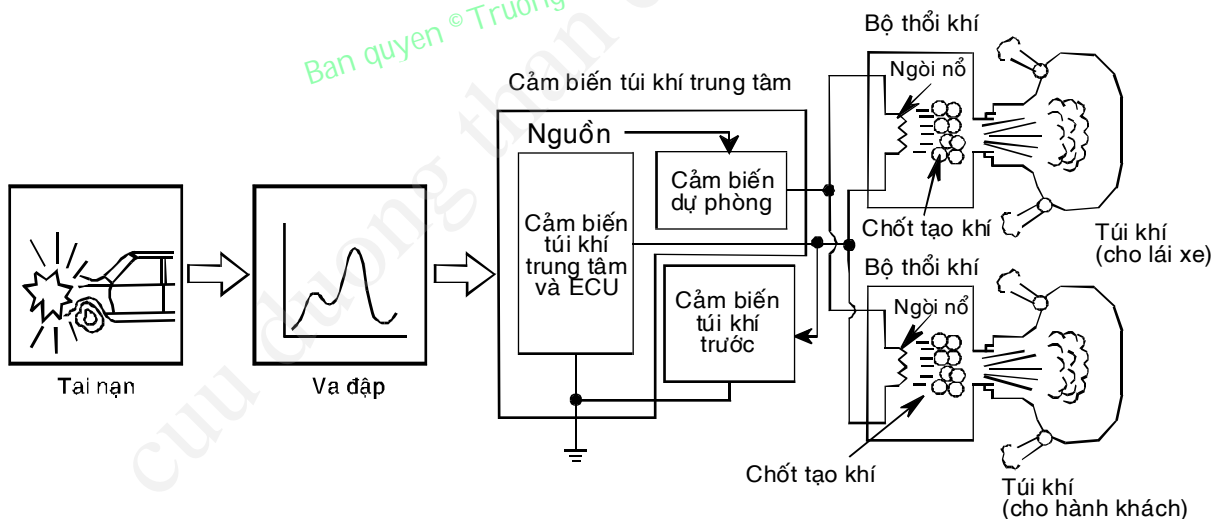 Ban quyen © Truong
Bộ thổi khí
Ngòi nổ
Cảm biến túi khí trung tâm
Nguồn
Cảm biến
dự phòng
Cảm biến
túi khí
trung tâm
và ECU
Chốt tạo khí
Túi khí
(cho lái xe)
Bộ thổi khí
Cảm biến
túi khí
trước
Ngòi nổ
Tai nạn
Va đập
Chốt tạo khí
Túi khí
(cho hành khách)
cuu duong than